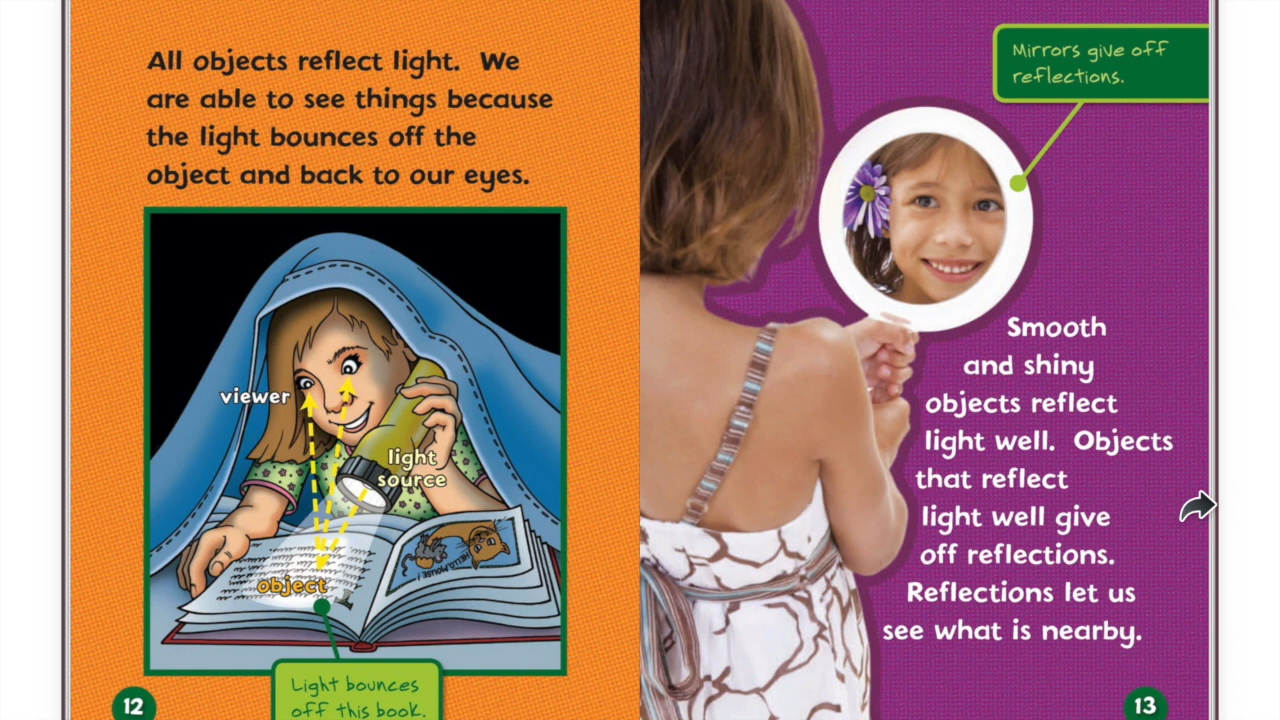 All objects reflect light. We
are able to see things because
the light bounces off the
object and back to our eyes.
viewer
light
source
HELLO, MOUSE!
object
Light bounces
off this book.
12
Mirrors give off
reflections.
Smooth
and shiny
objects reflect
light well. Objects
that reflect
light well give
off reflections.
Reflections let us
see what is nearby.
13